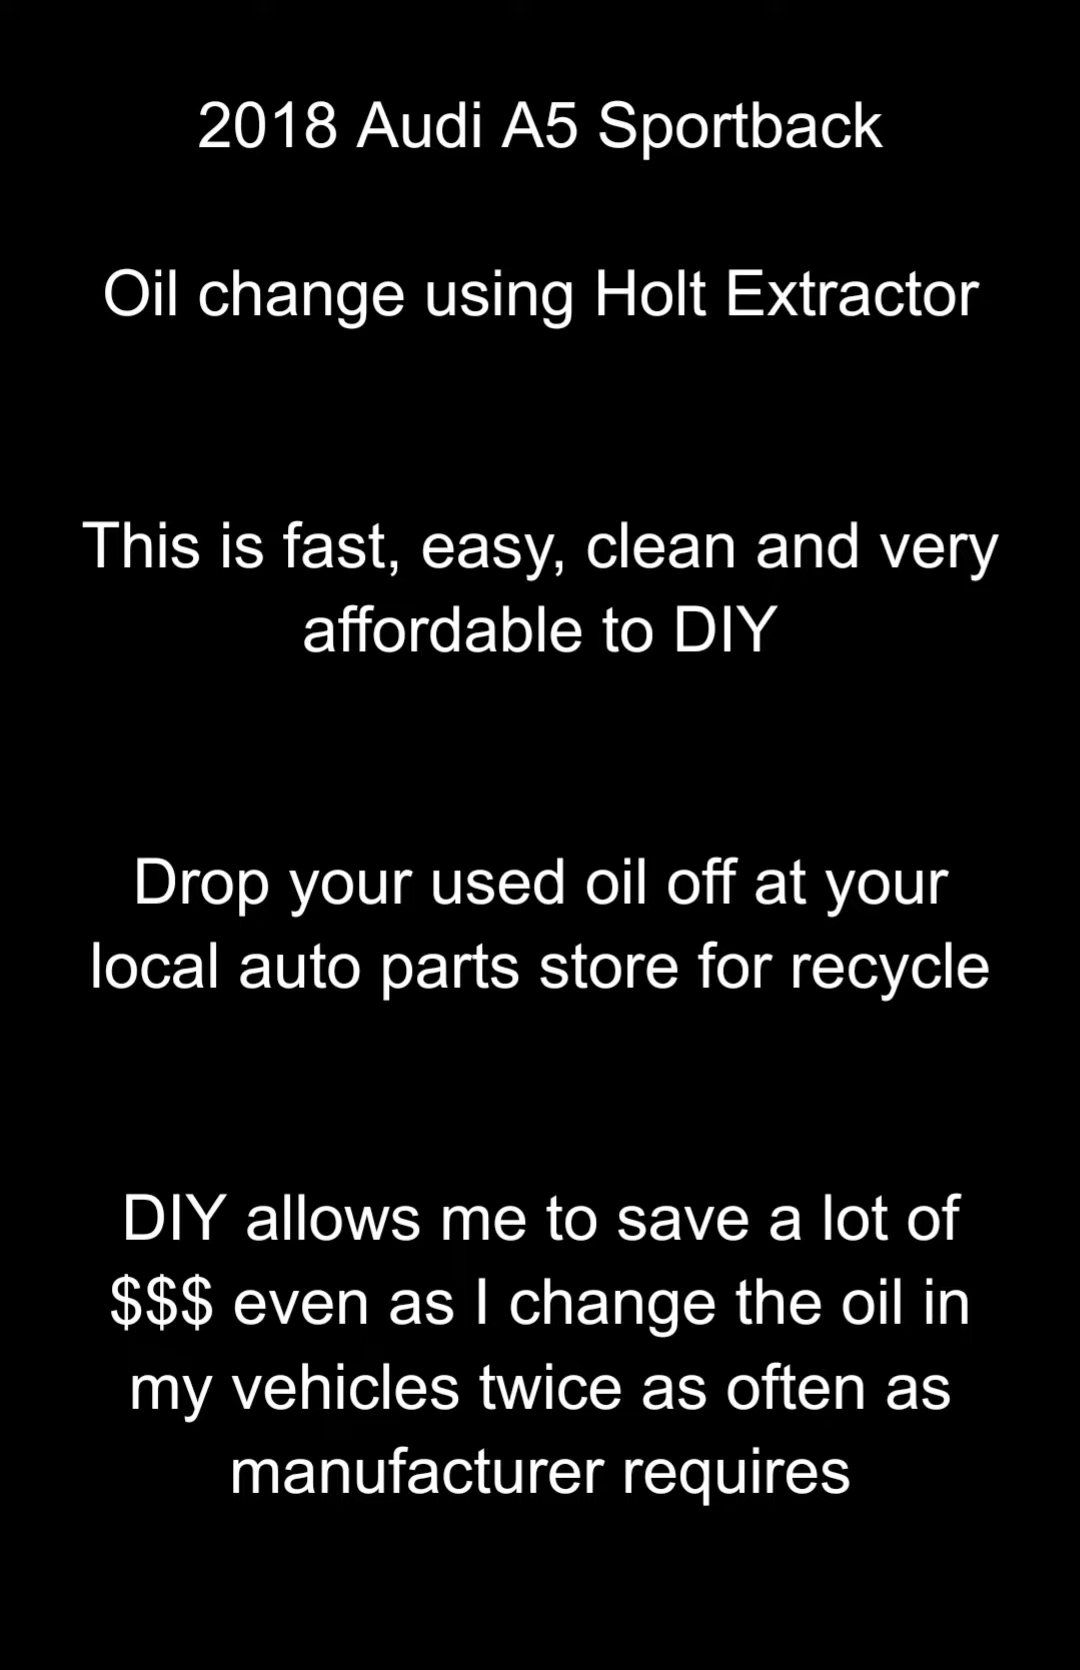 2018 Audi A5 Sportback
Oil change using Holt Extractor
This is fast, easy, clean and very
affordable to DIY
Drop your used oil off at your
local auto parts store for recycle
DIY allows me to save a lot of
$$$ even as I change the oil in
my vehicles twice as often as
manufacturer requires